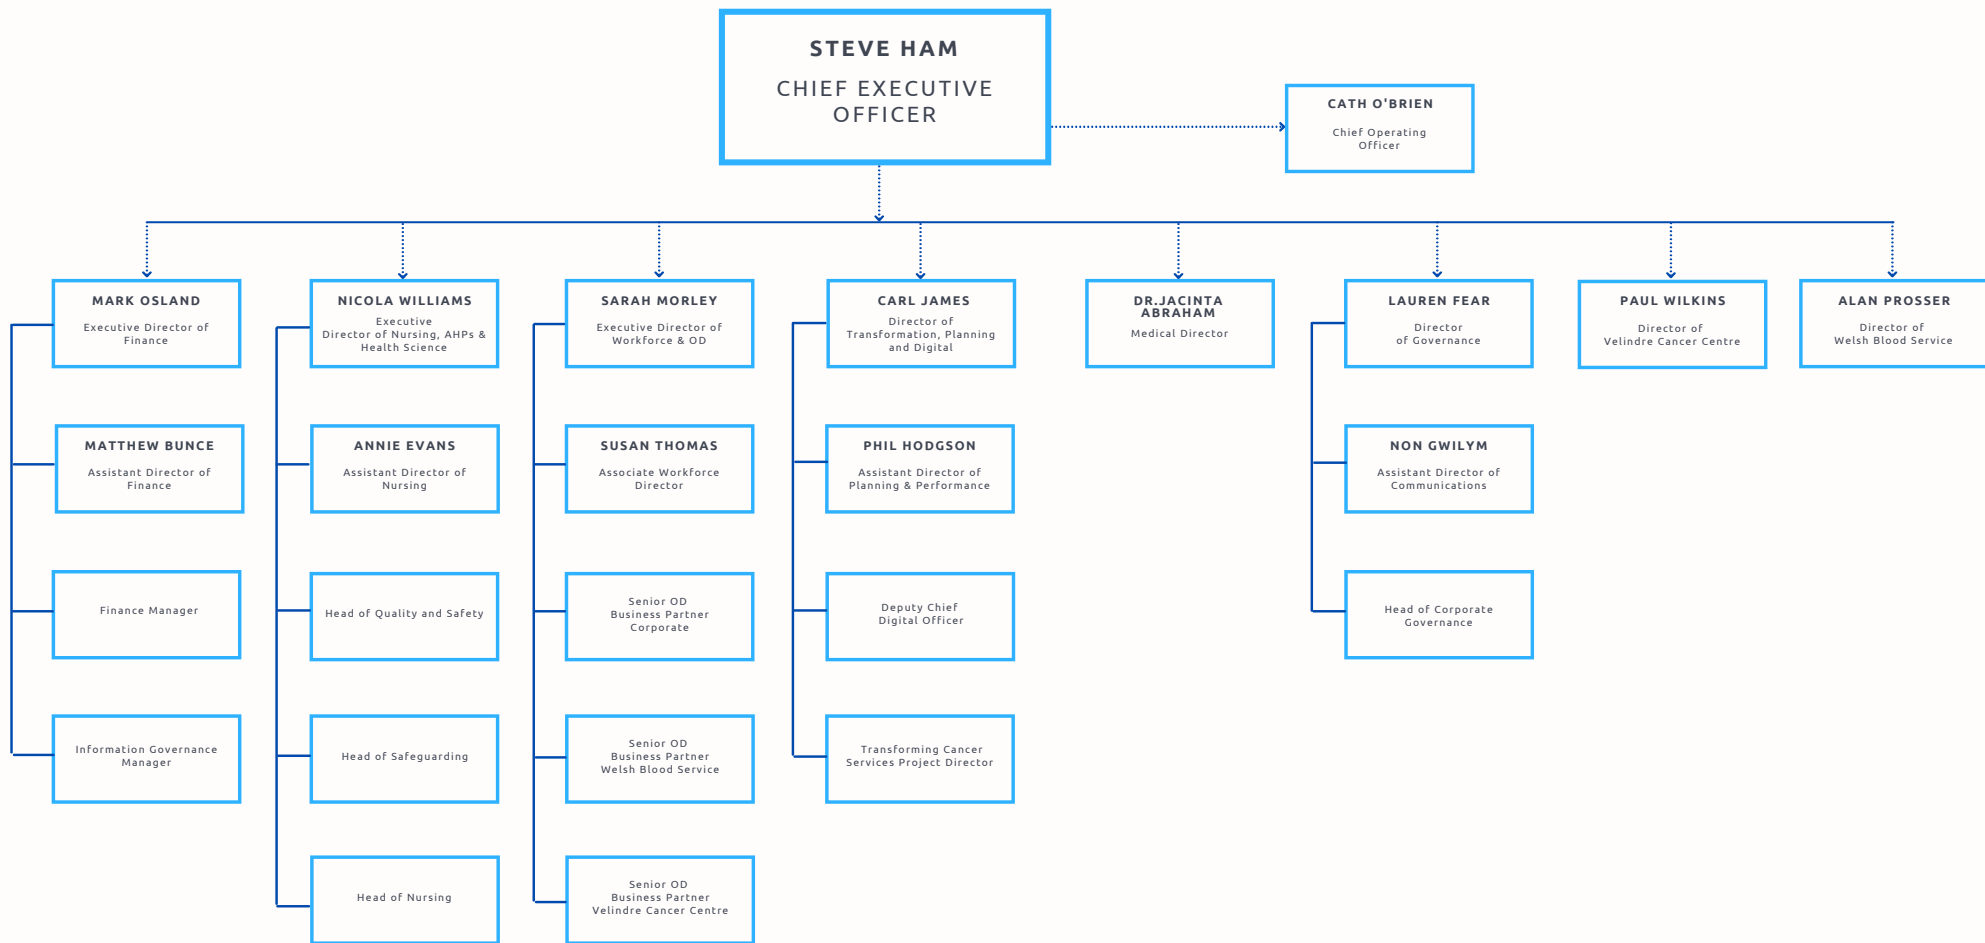 STEVE HAM
CHIEF EXECUTIVE
OFFICER
CATH O'BRIEN
Chief Operating
Officer
MARK OSLAND
Executive Director of
Finance
NICOLA WILLIAMS
Executive
Director of Nursing, AHPs &
Health Science
SARAH MORLEY
Executive Director of
Workforce & OD
CARL JAMES
Director of
Transformation, Planning
and Digital
DR.JACINTA
ABRAHAM
Medical Director
LAUREN FEAR
Director
of Governance
PAUL WILKINS
Director of
Velindre Cancer Centre
ALAN PROSSER
Director of
Welsh Blood Service
MATTHEW BUNCE
Assistant Director of
Finance
ANNIE EVANS
Assistant Director of
Nursing
SUSAN THOMAS
Associate Workforce
Director
PHIL HODGSON
Assistant Director of
Planning & Performance
NON GWILYM
Assistant Director of
Communications
Finance Manager
Head of Quality and Safety
Senior OD
Business Partner
Corporate
Deputy Chief
Digital Officer
Head of Corporate
Governance
Information Governance
Manager
Head of Safeguarding
Senior OD
Business Partner
Welsh Blood Service
Transforming Cancer
Services Project Director
Head of Nursing
Senior OD
Business Partner
Velindre Cancer Centre